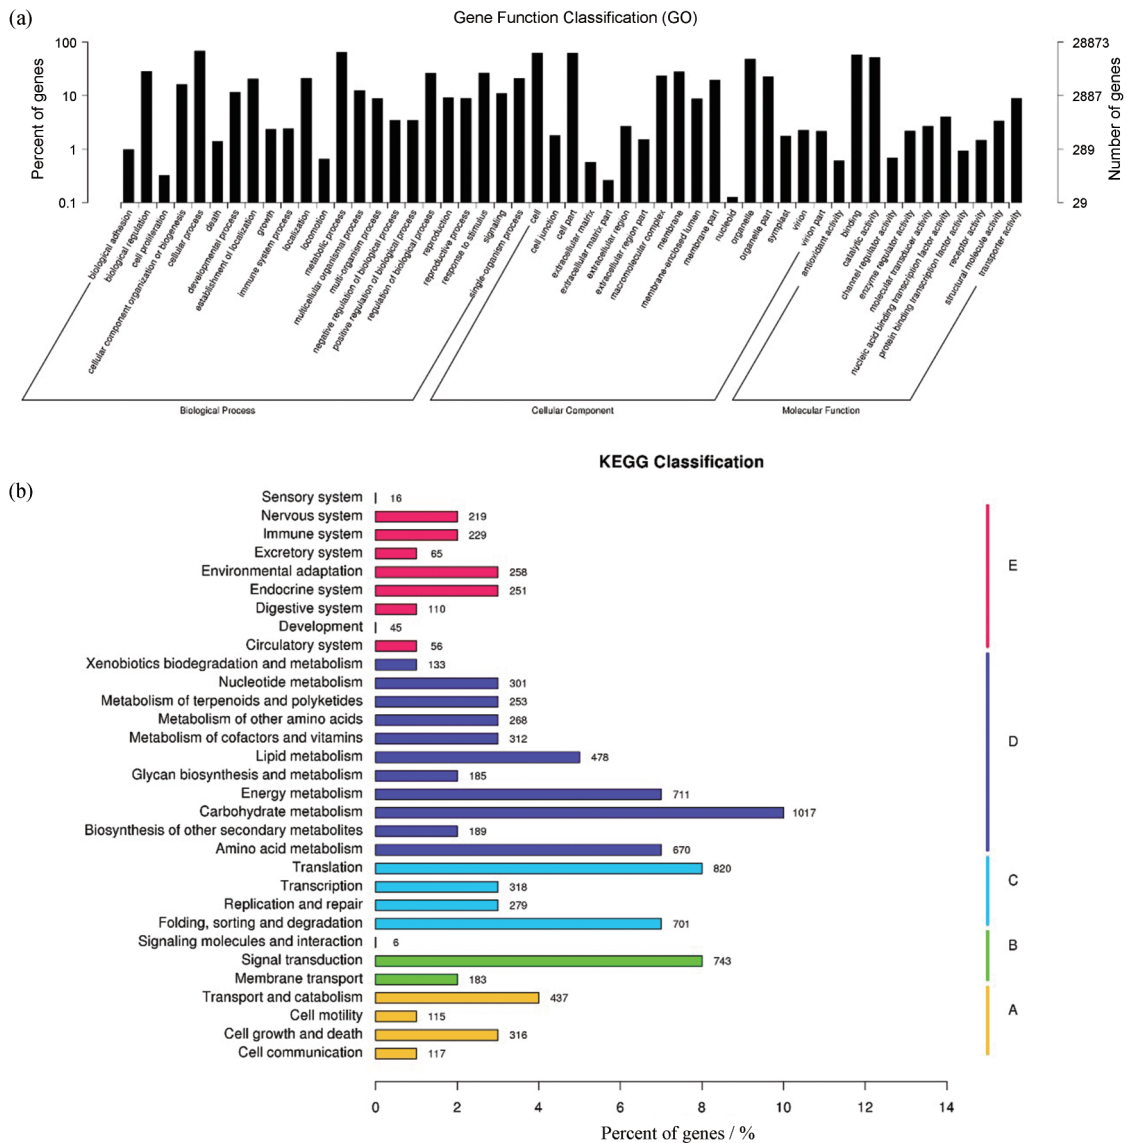 (a)
Gene Function Classification (GO)
Percent of genes
100
10
1
0.1
28873
2887
289
29
Number of genes
biological adhesion
biological regulation
cell proliferation
cellular component organization or biogenesis
cellular process
death
developmental process
establishment of localization
growth
immune system process
localization
locomotion
metabolic process
multicellular organismal process
multi-organism process
negative regulation of biological process
positive regulation of biological process
regulation of biological process
reproduction
reproductive process
response to stimulus
signaling
single-organism process
cell
cell junction
cell part
extracellular matrix
extracellular matrix part
extracellular region
extracellular region part
macromolecular complex
membrane
membrane-enclosed lumen
membrane part
nucleoid
organelle
organelle part
symplast
virion
virion part
antioxidant activity
binding
catalytic activity
channel regulator activity
enzyme regulator activity
molecular transducer activity
nucleic acid binding transcription factor activity
protein binding transcription factor activity
receptor activity
structural molecule activity
transporter activity
Biological Process
Cellular Component
Molecular Function
KEGG Classification
(b)
Sensory system 16
Nervous system 219
Immune system 229
Excretory system 65
Environmental adaptation 258
Endocrine system 251
Digestive system 110
Development 45
Circulatory system 56
E
Xenobiotics biodegradation and metabolism 133
Nucleotide metabolism 301
Metabolism of terpenoids and polyketides 253
Metabolism of other amino acids 268
Metabolism of cofactors and vitamins 312
Lipid metabolism 478
Glycan biosynthesis and metabolism 185
Energy metabolism 711
Carbohydrate metabolism 1017
Biosynthesis of other secondary metabolites 189
Amino acid metabolism 670
D
Translation 820
Transcription 318
Replication and repair 279
Folding, sorting and degradation 701
C
Signaling molecules and interaction 6
Signal transduction 743
Membrane transport 183
B
Transport and catabolism 437
Cell motility 115
Cell growth and death 316
Cell communication 117
A
0 2 4 6 8 10 12 14
Percent of genes / %